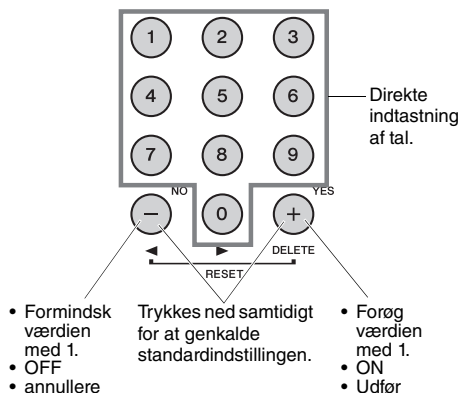 1 2 3
4 5 6
7 8 9
Direkte
indtastning
af tal.
NO YES
− 0 +
◄ ► DELETE
RESET
• Formindsk
værdien
med 1.
• OFF
• annullere
Trykkes ned samtidigt
for at genkalde
standardindstillingen.
• Forøg
værdien
med 1.
• ON
• Udfør